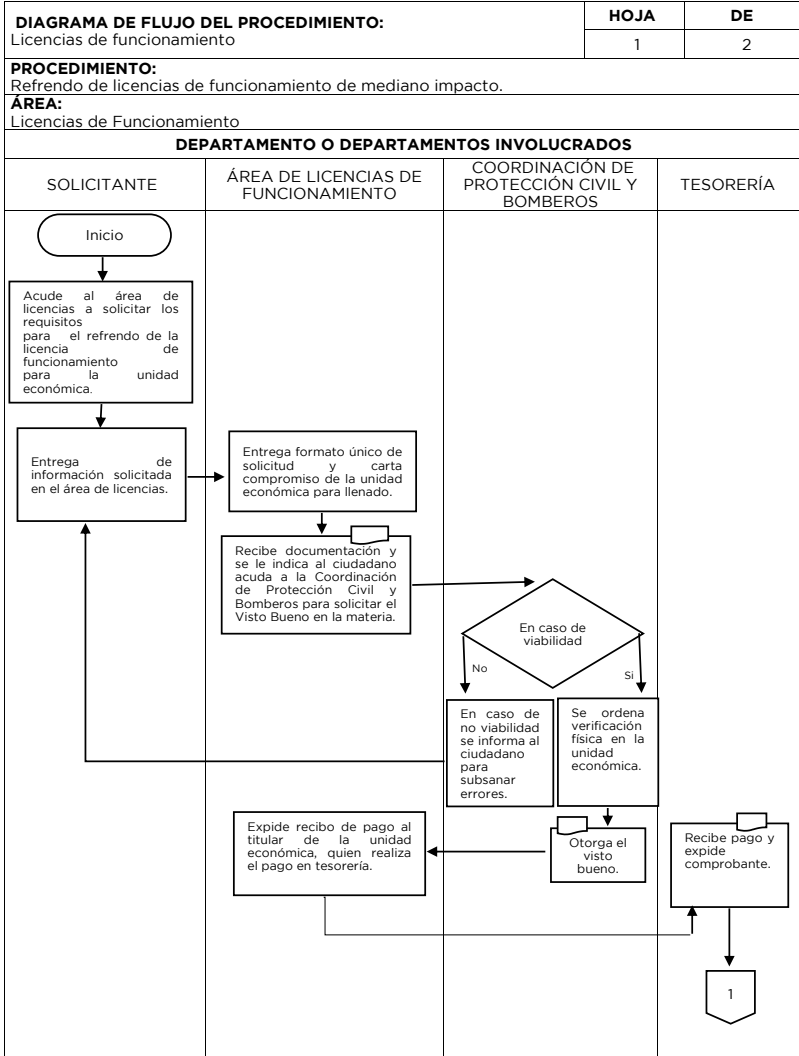 DIAGRAMA DE FLUJO DEL PROCEDIMIENTO:
Licencias de funcionamiento
HOJA DE
1 2
PROCEDIMIENTO:
Refrendo de licencias de funcionamiento de mediano impacto.
ÁREA:
Licencias de Funcionamiento
DEPARTAMENTO O DEPARTAMENTOS INVOLUCRADOS
SOLICITANTE
ÁREA DE LICENCIAS DE
FUNCIONAMIENTO
COORDINACIÓN DE
PROTECCIÓN CIVIL Y
BOMBEROS
TESORERÍA
Inicio
Acude al área de
licencias a solicitar los
requisitos
para el refrendo de la
licencia de
funcionamiento
para la unidad
económica.
Entrega de
información solicitada
en el área de licencias.
Entrega formato único de
solicitud y carta
compromiso de la unidad
económica para llenado.
Recibe documentación y
se le indica al ciudadano
acuda a la Coordinación
de Protección Civil y
Bomberos para solicitar el
Visto Bueno en la materia.
En caso de
viabilidad
No
Si
En caso de
no viabilidad
se informa al
ciudadano
para
subsanar
errores.
Se ordena
verificación
física en la
unidad
económica.
Otorga el
visto
bueno.
Expide recibo de pago al
titular de la unidad
económica, quien realiza
el pago en tesorería.
Recibe pago y
expide
comprobante.
1